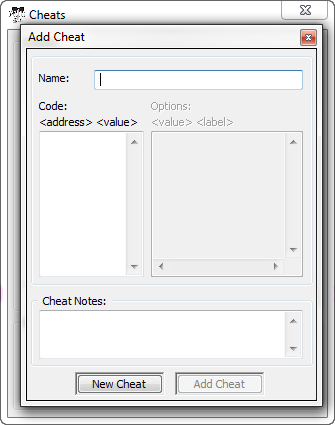 Cheats
Add Cheat
Name:
Code: Options:
<address> <value> <value> <label>
Cheat Notes:
New Cheat Add Cheat